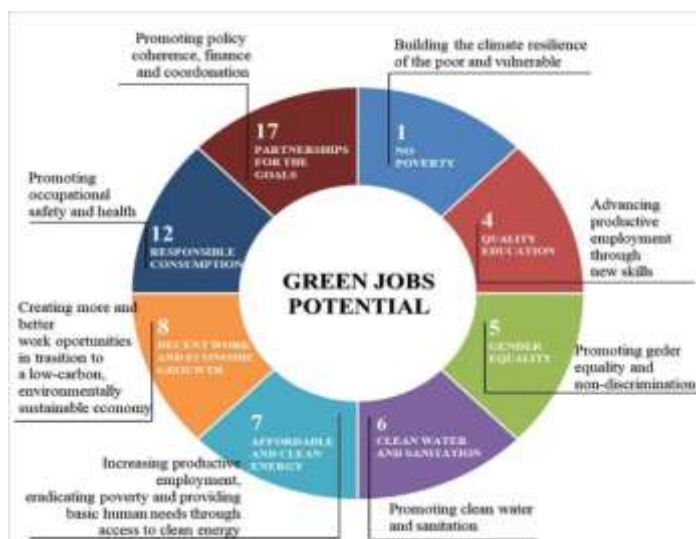 Promoting policy
coherence, finance
and coordonation
Building the climate resilience
of the poor and vulnerable
17
PARTNERSHIPS
FOR THE
GOALS
1
NO
POVERTY
Promoting
occupational
safety and health
12
RESPONSIBLE
CONSUMPTION
4
QUALITY
EDUCATION
Advancing
productive
employment
through
new skills
GREEN JOBS
POTENTIAL
Creating more and
better
work oportunities
in trasition to
a low-carbon,
environmentally
sustainable economy
8
DECENT WORK
AND ECONOMIC
GROWTH
5
GENDER
EQUALITY
Promoting geder
equality and
non-discrimination
7
AFFORDABLE
AND CLEAN
ENERGY
6
CLEAN WATER
AND SANITATION
Increasing productive
employment,
eradicating poverty and providing
basic human needs through
access to clean energy
Promoting clean water
and sanitation